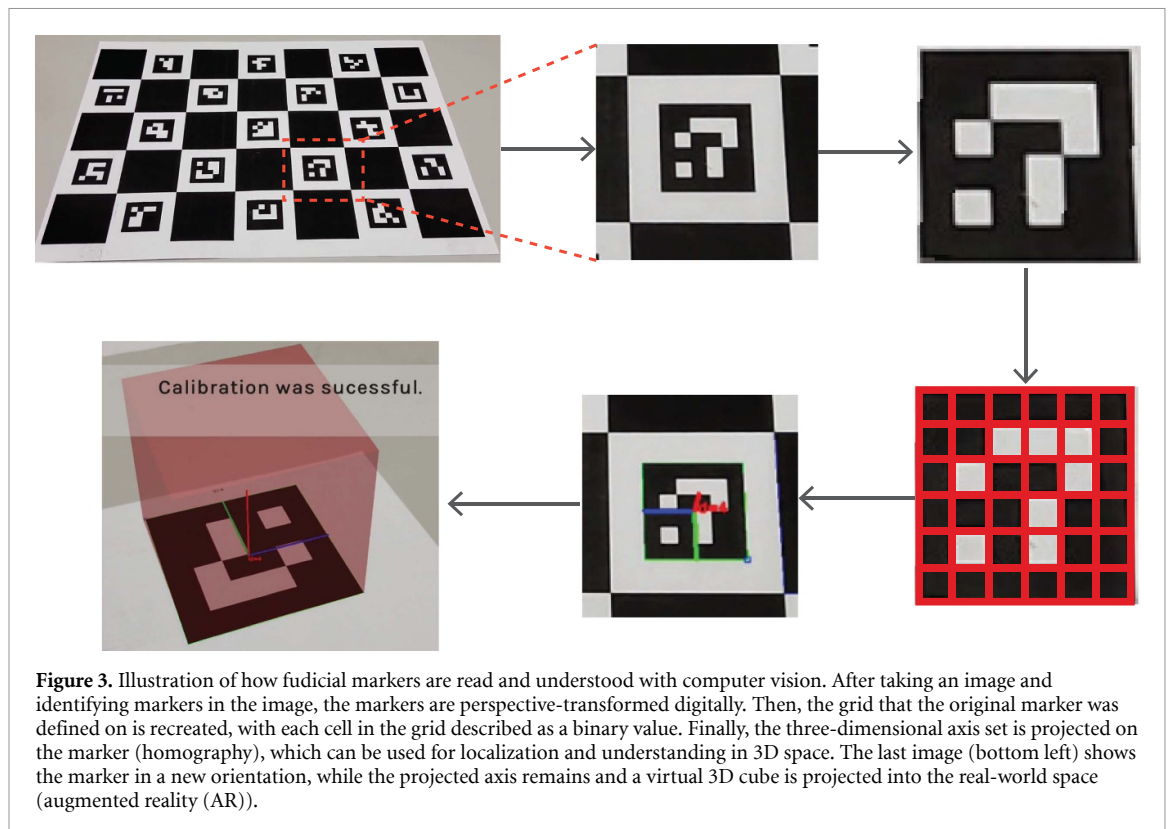 Calibration was sucessful.
id=4
Figure 3. Illustration of how fudicial markers are read and understood with computer vision. After taking an image and
identifying markers in the image, the markers are perspective-transformed digitally. Then, the grid that the original marker was
defined on is recreated, with each cell in the grid described as a binary value. Finally, the three-dimensional axis set is projected on
the marker (homography), which can be used for localization and understanding in 3D space. The last image (bottom left) shows
the marker in a new orientation, while the projected axis remains and a virtual 3D cube is projected into the real-world space
(augmented reality (AR)).